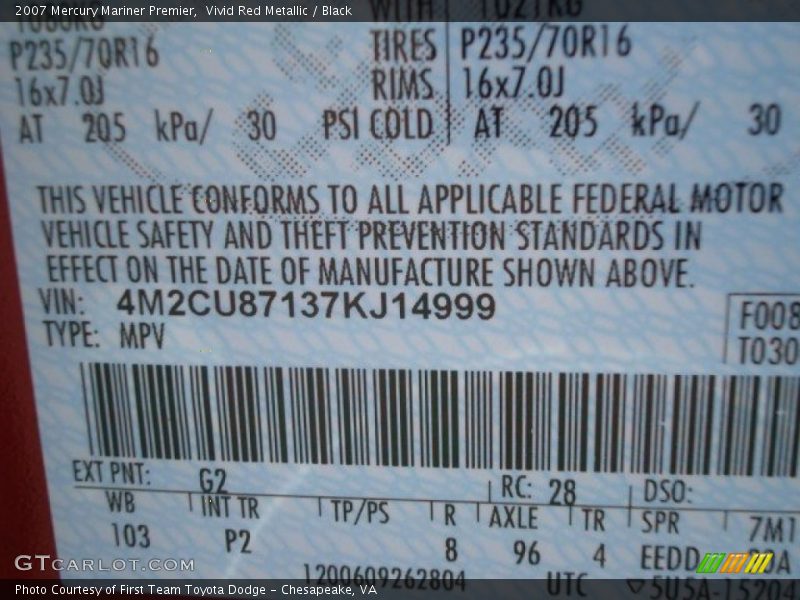 2007 Mercury Mariner Premier, Vivid Red Metallic / Black
WITH 1021KG
P235/70R16 TIRES P235/70R16
16x7.0J RIMS 16x7.0J
AT 205 kPa/ 30 PSI COLD AT 205 kPa/ 30
THIS VEHICLE CONFORMS TO ALL APPLICABLE FEDERAL MOTOR
VEHICLE SAFETY AND THEFT PREVENTION STANDARDS IN
EFFECT ON THE DATE OF MANUFACTURE SHOWN ABOVE.
VIN: 4M2CU87137KJ14999
F008
TYPE: MPV
T030
EXT PNT: G2 RC: 28 DSO:
WB INT TR TP/PS R AXLE TR SPR 7M1
103 P2 8 96 4 EEDD
GTCARLOT.COM
1200609262804 UTC
Photo Courtesy of First Team Toyota Dodge - Chesapeake, VA